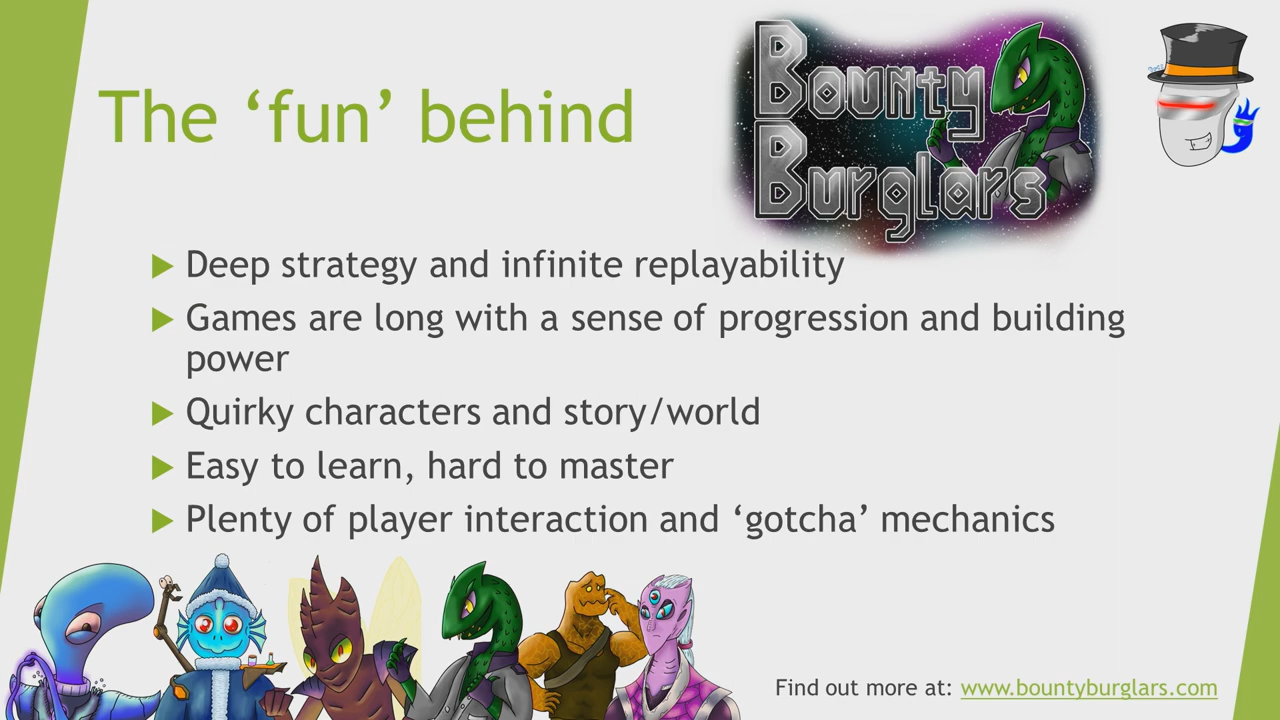 The ‘fun’ behind
Bounty
Burglars
Deep strategy and infinite replayability
Games are long with a sense of progression and building
power
Quirky characters and story/world
Easy to learn, hard to master
Plenty of player interaction and ‘gotcha’ mechanics
Find out more at: www.bountyburglars.com